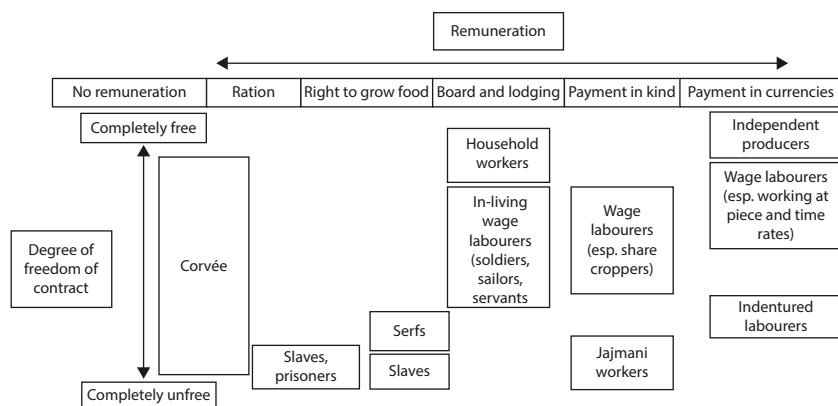 Remuneration
No remuneration
Ration
Right to grow food
Board and lodging
Payment in kind
Payment in currencies
Completely free
Independent
producers
Household
workers
Wage labourers
(esp. working at
piece and time
rates)
In-living
wage
labourers
(soldiers,
sailors,
servants
Wage
labourers
(esp. share
croppers)
Degree of
freedom of
contract
Corvée
Indentured
labourers
Serfs
Slaves,
prisoners
Slaves
Jajmani
workers
Completely unfree